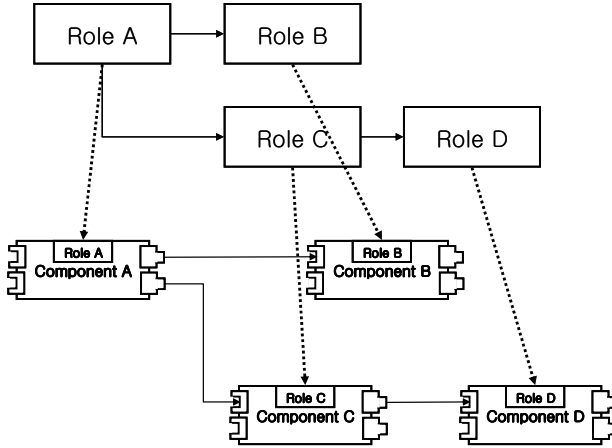 Role A
Role B
Role C
Role D
Role A
Component A
Role B
Component B
Role C
Component C
Role D
Component D